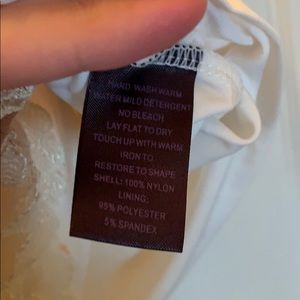 HAND WASH WARM
WATER MILD DETERGENT
NO BLEACH
LAY FLAT TO DRY
TOUCH UP WITH WARM
IRON TO
RESTORE TO SHAPE
SHELL: 100% NYLON
LINING:
95% POLYESTER
5% SPANDEX